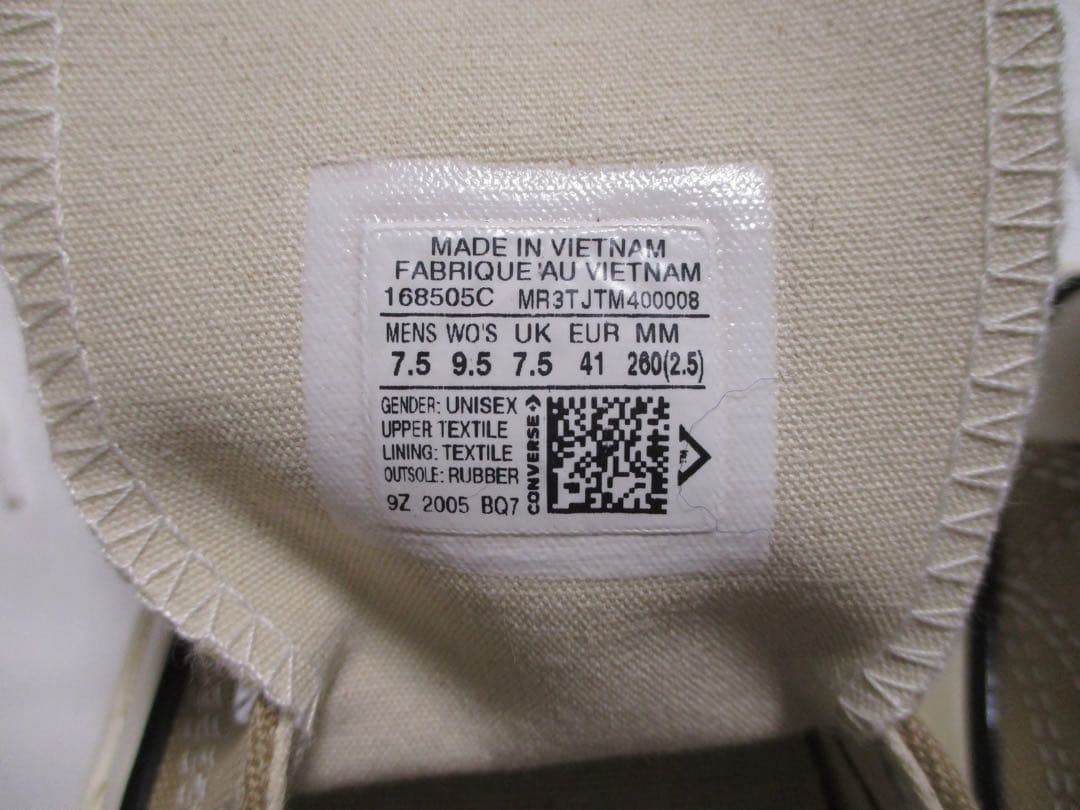 MADE IN VIETNAM
FABRIQUE AU VIETNAM
168505C MR3TJTM400008
MENS WO'S UK EUR MM
7.5 9.5 7.5 41 260(2.5)
GENDER: UNISEX
UPPER TEXTILE
LINING: TEXTILE
OUTSOLE: RUBBER
9Z 2005 BQ7
CONVERSE
TM